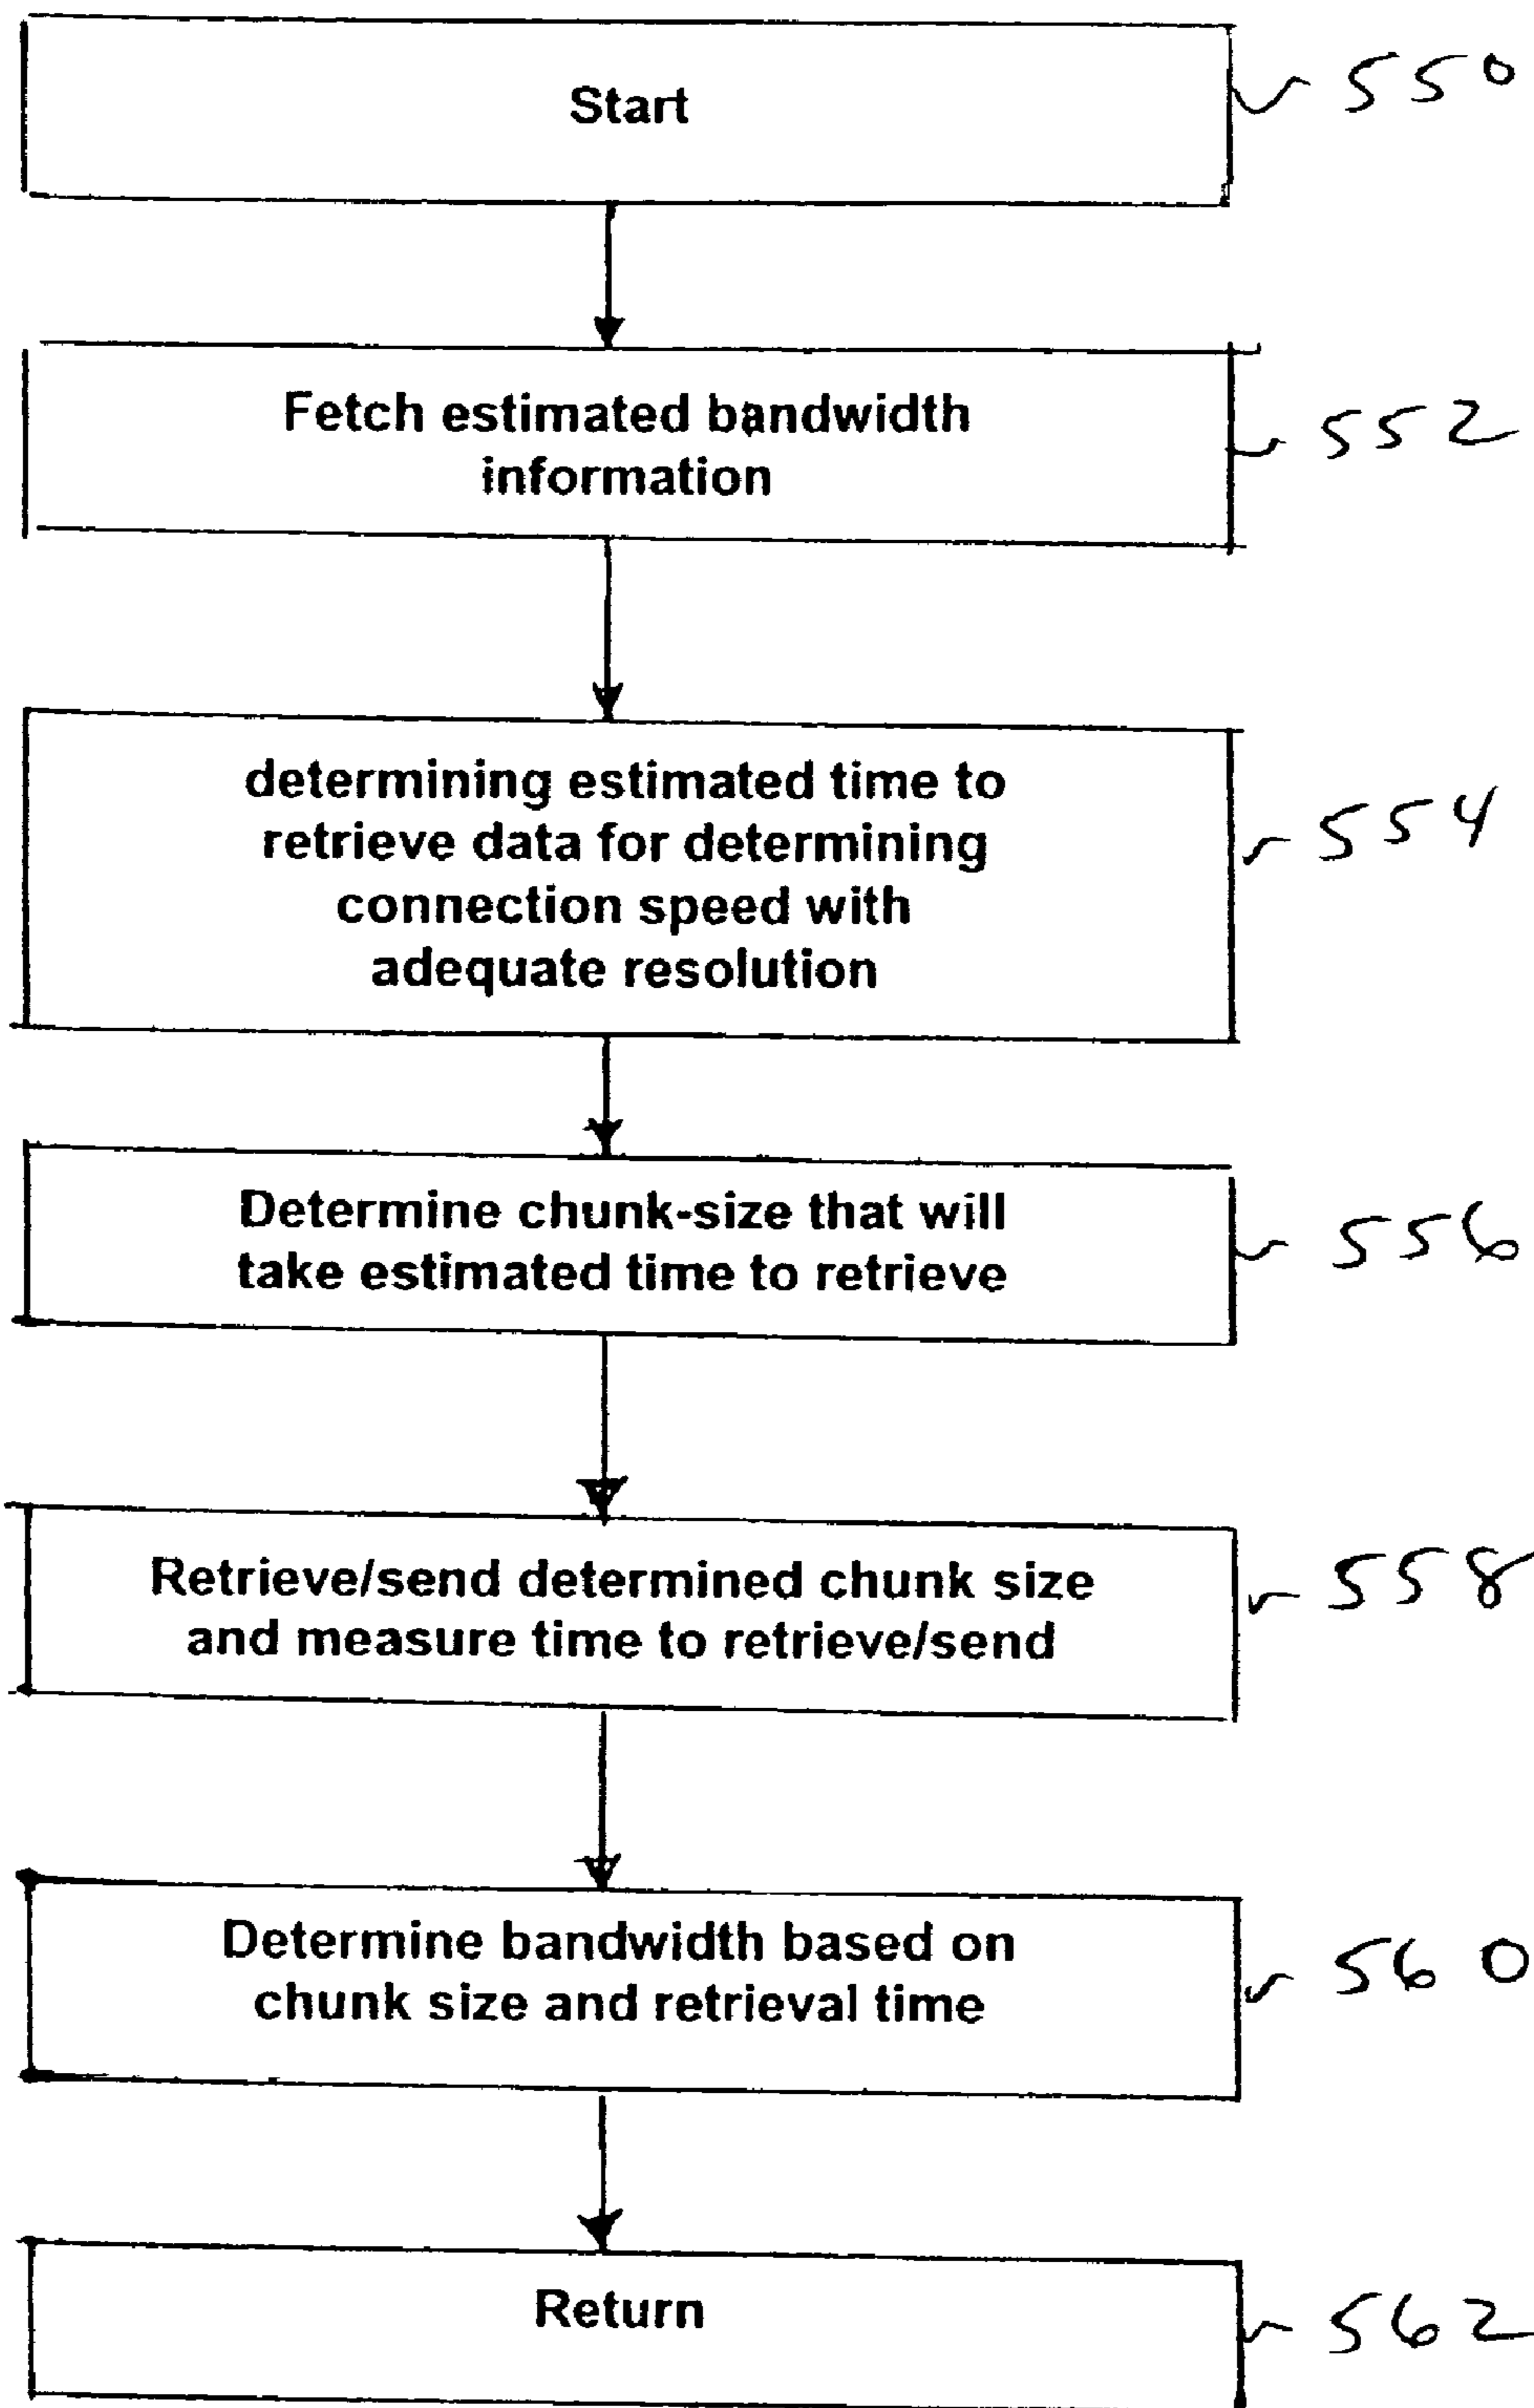 Start
550
Fetch estimated bandwidth
information
552
determining estimated time to
retrieve data for determining
connection speed with
adequate resolution
554
Determine chunk-size that will
take estimated time to retrieve
556
Retrieve/send determined chunk size
and measure time to retrieve/send
558
Determine bandwidth based on
chunk size and retrieval time
560
Return
562